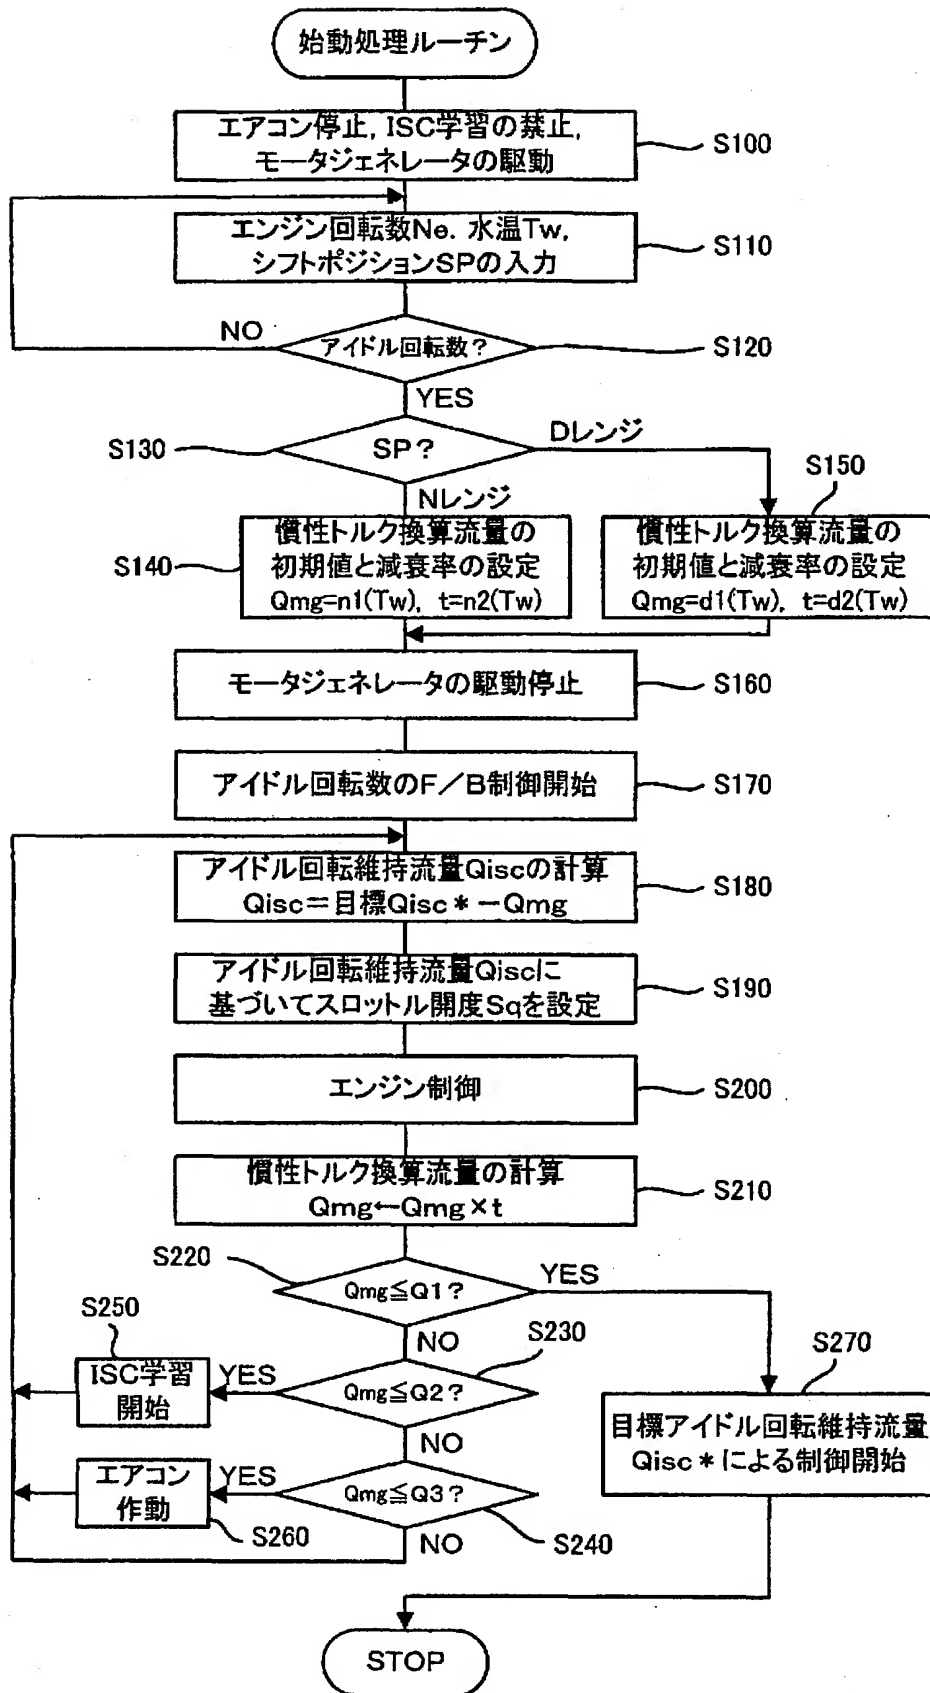 始動処理ルーチン
エアコン停止, ISC学習の禁止,
モータジェネレータの駆動
S100
エンジン回転数Ne. 水温Tw,
シフトポジションSPの入力
S110
NO
アイドル回転数?
S120
YES
S130
SP?
Dレンジ
S150
Nレンジ
S140
慣性トルク換算流量の
初期値と減衰率の設定
Qmg=n1(Tw), t=n2(Tw)
慣性トルク換算流量の
初期値と減衰率の設定
Qmg=d1(Tw), t=d2(Tw)
モータジェネレータの駆動停止
S160
アイドル回転数のF/B制御開始
S170
アイドル回転維持流量Qiscの計算
Qisc=目標Qisc*-Qmg
S180
アイドル回転維持流量Qiscに
基づいてスロットル開度Sqを設定
S190
エンジン制御
S200
慣性トルク換算流量の計算
Qmg←Qmg×t
S210
S220
Qmg≦Q1?
YES
NO
S250
S230
S270
ISC学習
開始
YES
Qmg≦Q2?
NO
目標アイドル回転維持流量
Qisc*による制御開始
エアコン
作動
YES
Qmg≦Q3?
S260
NO
S240
STOP